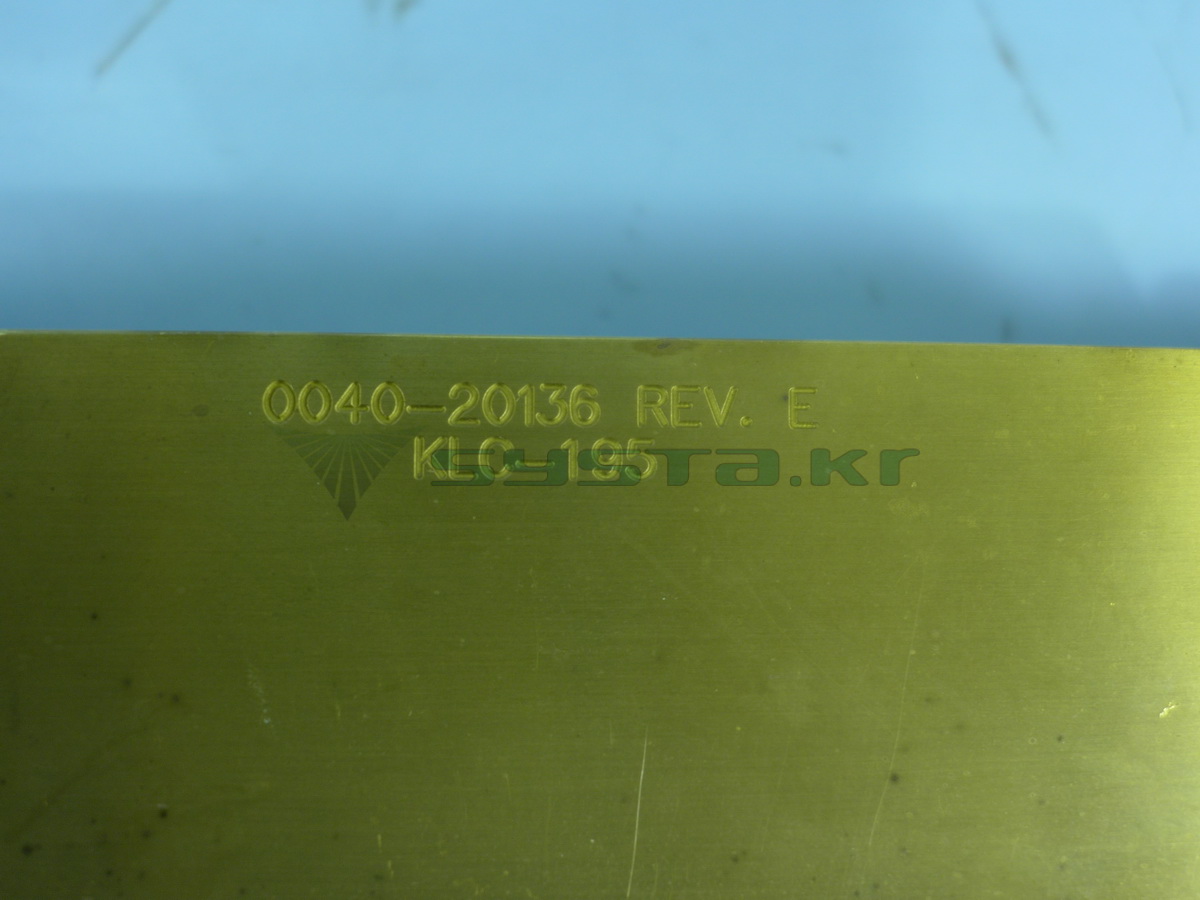 0040-20136 REV. E
KLC-195
sysTa.kr